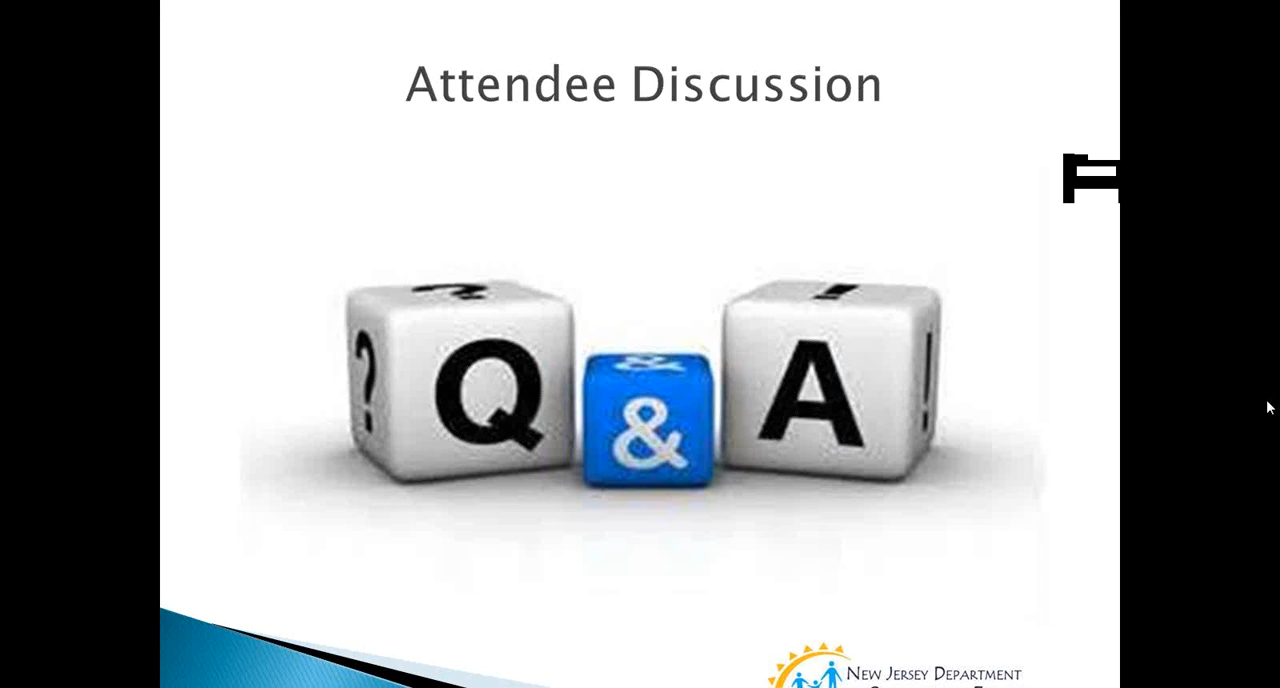 Attendee Discussion
? ! 
? Q & & A !
NEW JERSEY DEPARTMENT